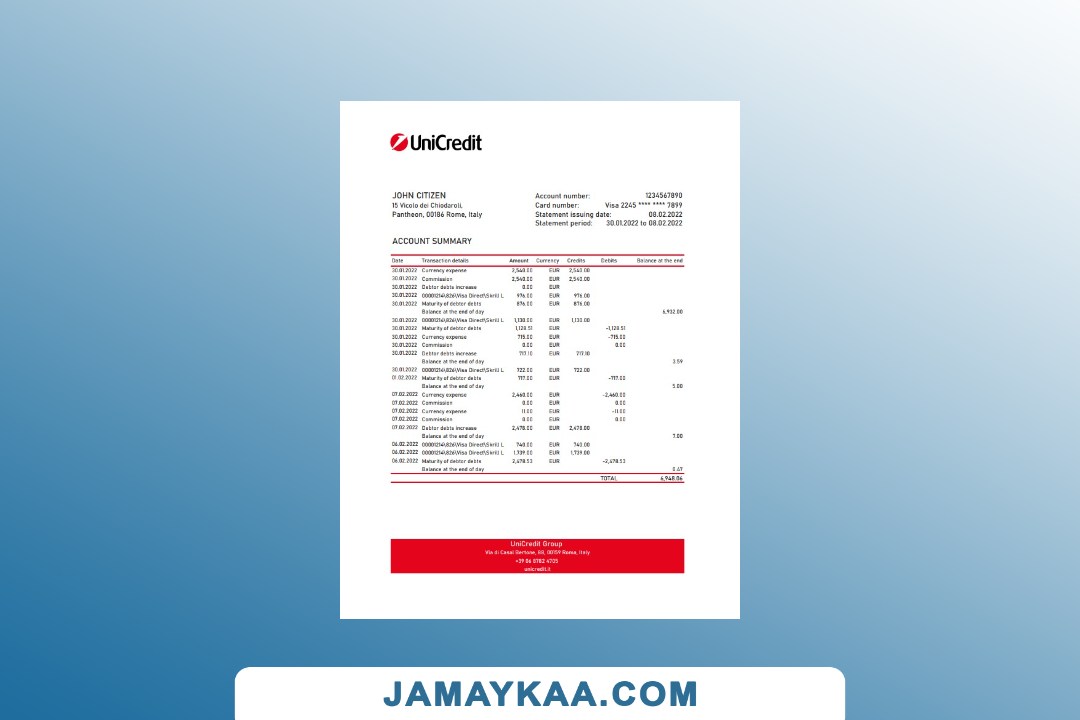 UniCredit
JOHN CITIZEN
15 Vicolo dei Chiodaroli,
Pantheon, 00186 Rome, Italy
Account number: 1234567890
Card number: Visa 2245 **** **** 7899
Statement issuing date: 08.02.2022
Statement period: 30.01.2022 to 08.02.2022
ACCOUNT SUMMARY
Date Transaction details Amount Currency Credits Debits Balance at the end
30.01.2022 Currency expense 2,540.00 EUR 2,540.00
30.01.2022 Commission 2,540.00 EUR 2,540.00
30.01.2022 Debtor debts increase 0.00 EUR
30.01.2022 00001214\826\Visa Direct\Skrill L 976.00 EUR 976.00
30.01.2022 Maturity of debtor debts 876.00 EUR 876.00
Balance at the end of day 6,932.00
30.01.2022 00001214\826\Visa Direct\Skrill L 1,130.00 EUR 1,130.00
30.01.2022 Maturity of debtor debts 1,128.51 EUR -1,128.51
30.01.2022 Currency expense 715.00 EUR -715.00
30.01.2022 Commission 0.00 EUR 0.00
30.01.2022 Debtor debts increase 717.10 EUR 717.10
Balance at the end of day 3.59
30.01.2022 00001214\826\Visa Direct\Skrill L 722.00 EUR 722.00
01.02.2022 Maturity of debtor debts 717.00 EUR -717.00
Balance at the end of day 5.00
07.02.2022 Currency expense 2,460.00 EUR -2,460.00
07.02.2022 Commission 0.00 EUR 0.00
07.02.2022 Currency expense 11.00 EUR -11.00
07.02.2022 Commission 0.00 EUR 0.00
07.02.2022 Debtor debts increase 2,478.00 EUR 2,478.00
Balance at the end of day 7.00
06.02.2022 00001214\826\Visa Direct\Skrill L 740.00 EUR 740.00
06.02.2022 00001214\826\Visa Direct\Skrill L 1,739.00 EUR 1,739.00
06.02.2022 Maturity of debtor debts 2,478.53 EUR -2,478.53
Balance at the end of day 0.47
TOTAL 6,948.06
UniCredit Group
Via di Casal Bertone, 88, 00159 Roma, Italy
+39 06 8782 4705
unicredit.it
JAMAYKAA.COM